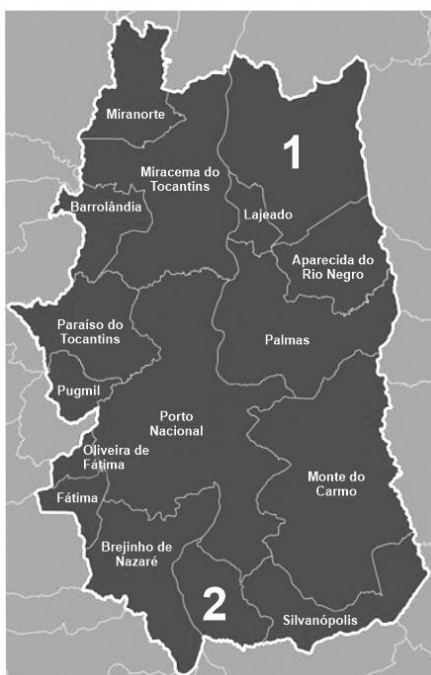 Miranorte
1
Miracema do
Tocantins
Barrolândia
Lajeado
Aparecida do
Rio Negro
Paraíso do
Tocantins
Palmas
Pugmil
Porto
Nacional
Oliveira de
Fátima
Monte do
Carmo
Fátima
Brejinho de
Nazaré
2
Silvanópolis